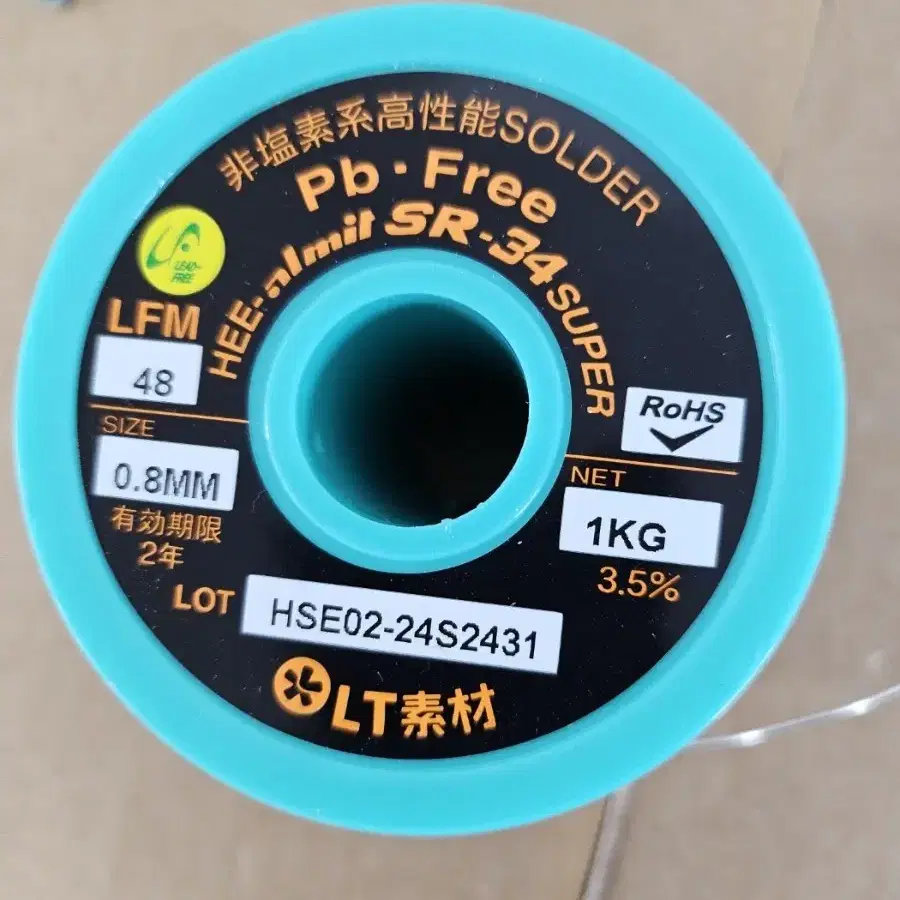 非塩素系高性能SOLDER
Pb・Free
HEE-almit SR-34 SUPER
LEAD-
FREE
LFM
48
RoHS
SIZE
0.8MM
NET
1KG
有効期限
2年
3.5%
LOT
HSE02-24S2431
LT素材